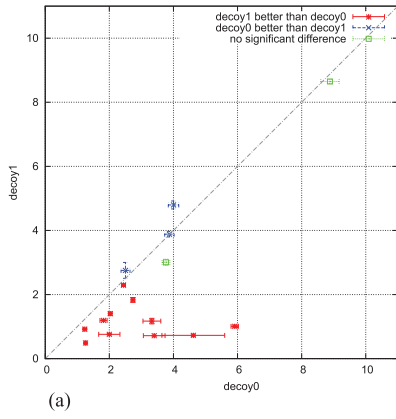 decoy1 better than decoy0
decoy0 better than decoy1
no significant difference
10
8
6
4
2
0
decoy1
0 2 4 6 8 10
decoy0
(a)